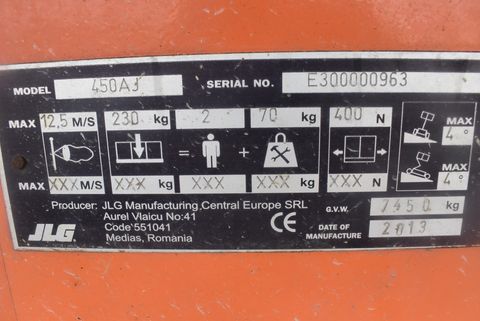 MODEL 450AJ SERIAL NO. E300000963
MAX 12,5 M/S 230 kg 2 70 kg 400 N 4°
= +
MAX XXX M/S XXX kg XXX XXX kg XXX N 4°
Producer: JLG Manufacturing Central Europe SRL
Aurel Vlaicu No:41
Code 551041
Medias, Romania
JLG
CE
G.V.W. 7450 kg
DATE OF MANUFACTURE 2013